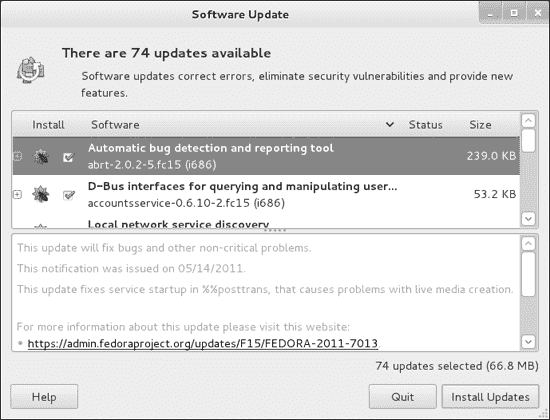 Software Update
There are 74 updates available
Software updates correct errors, eliminate security vulnerabilities and provide new
features.
Install Software Status Size
Automatic bug detection and reporting tool
abrt-2.0.2-5.fc15 (i686) 239.0 KB
D-Bus interfaces for querying and manipulating user...
accountsservice-0.6.10-2.fc15 (i686) 53.2 KB
Local network service discovery
This update will fix bugs and other non-critical problems.
This notification was issued on 05/14/2011.
This update fixes service startup in %%posttrans, that causes problems with live media creation.
For more information about this update please visit this website:
• https://admin.fedoraproject.org/updates/F15/FEDORA-2011-7013
74 updates selected (66.8 MB)
Help Quit Install Updates